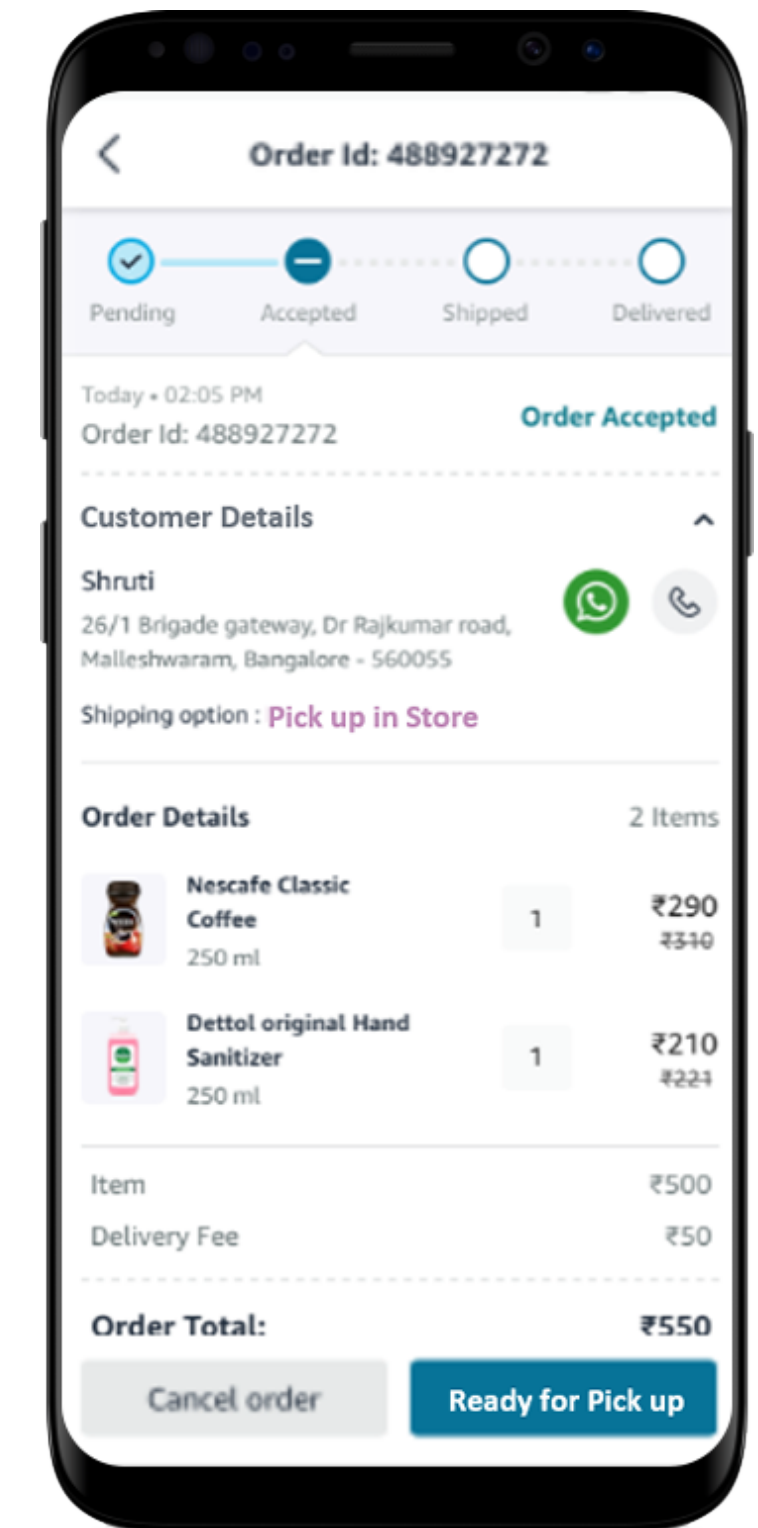 Order Id: 488927272
Pending Accepted Shipped Delivered
Today • 02:05 PM
Order Id: 488927272
Order Accepted
Customer Details
Shruti
26/1 Brigade gateway, Dr Rajkumar road,
Malleshwaram, Bangalore - 560055
Shipping option : Pick up in Store
Order Details 2 Items
Nescafe Classic
Coffee
250 ml
1
₹290
₹310
Dettol original Hand
Sanitizer
250 ml
1
₹210
₹221
Item ₹500
Delivery Fee ₹50
Order Total: ₹550
Cancel order Ready for Pick up